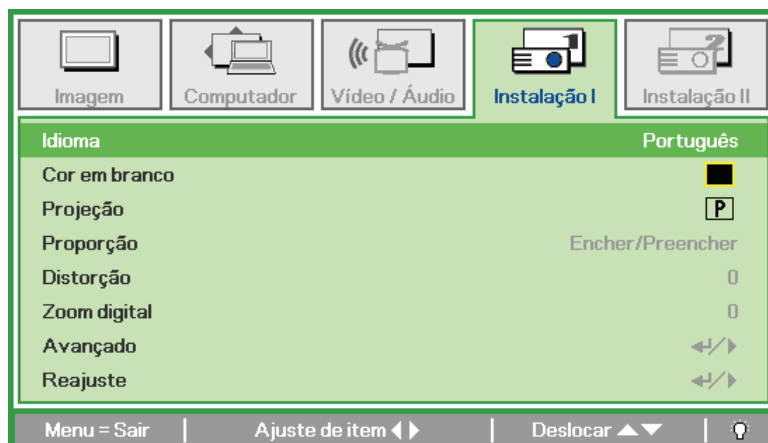 Imagem Computador Vídeo / Áudio Instalação I Instalação II
Idioma Português
Cor em branco
Projeção P
Proporção Encher/Preencher
Distorção 0
Zoom digital 0
Avançado
Reajuste
Menu = Sair Ajuste de item Deslocar